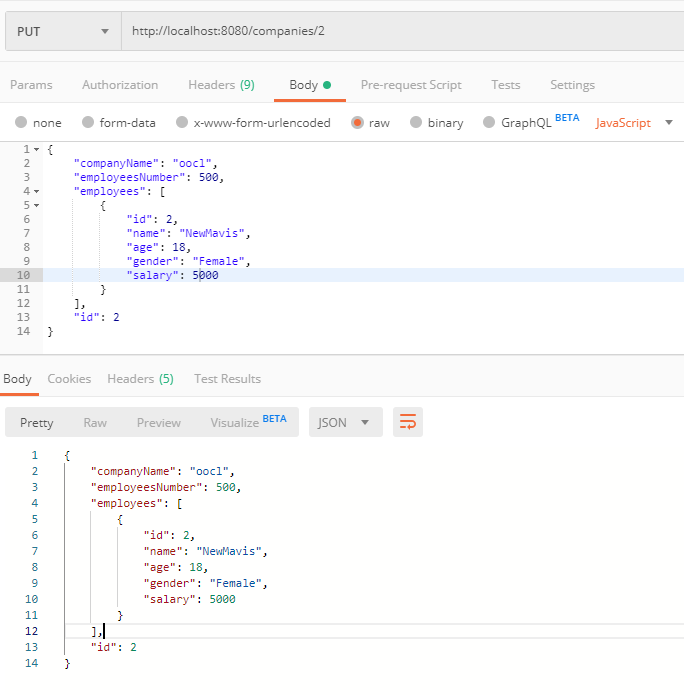 PUT http://localhost:8080/companies/2
Params Authorization Headers (9) Body Pre-request Script Tests Settings
none form-data x-www-form-urlencoded raw binary GraphQL BETA JavaScript
1 {
2 "companyName": "oocl",
3 "employeesNumber": 500,
4 "employees": [
5 {
6 "id": 2,
7 "name": "NewMavis",
8 "age": 18,
9 "gender": "Female",
10 "salary": 5000
11 }
12 ],
13 "id": 2
14 }
Body Cookies Headers (5) Test Results
Pretty Raw Preview Visualize BETA JSON
1 {
2 "companyName": "oocl",
3 "employeesNumber": 500,
4 "employees": [
5 {
6 "id": 2,
7 "name": "NewMavis",
8 "age": 18,
9 "gender": "Female",
10 "salary": 5000
11 }
12 ],
13 "id": 2
14 }